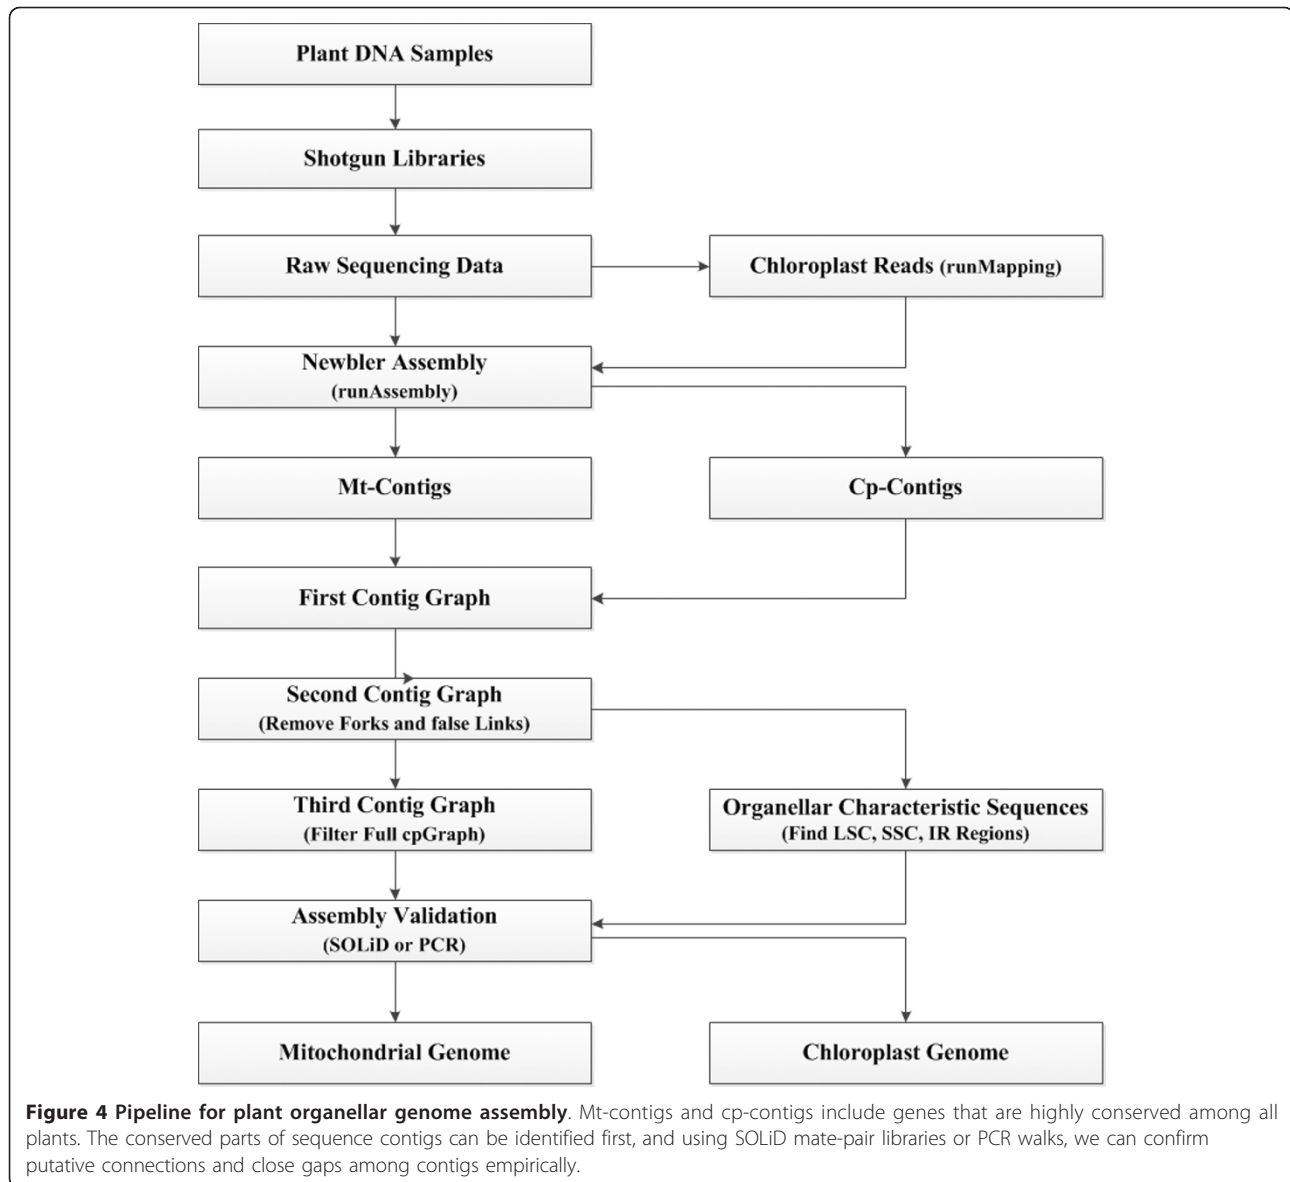 Plant DNA Samples
Shotgun Libraries
Raw Sequencing Data
Chloroplast Reads (runMapping)
Newbler Assembly
(runAssembly)
Mt-Contigs
Cp-Contigs
First Contig Graph
Second Contig Graph
(Remove Forks and false Links)
Third Contig Graph
(Filter Full cpGraph)
Organellar Characteristic Sequences
(Find LSC, SSC, IR Regions)
Assembly Validation
(SOLiD or PCR)
Mitochondrial Genome
Chloroplast Genome
Figure 4 Pipeline for plant organellar genome assembly. Mt-contigs and cp-contigs include genes that are highly conserved among all
plants. The conserved parts of sequence contigs can be identified first, and using SOLiD mate-pair libraries or PCR walks, we can confirm
putative connections and close gaps among contigs empirically.